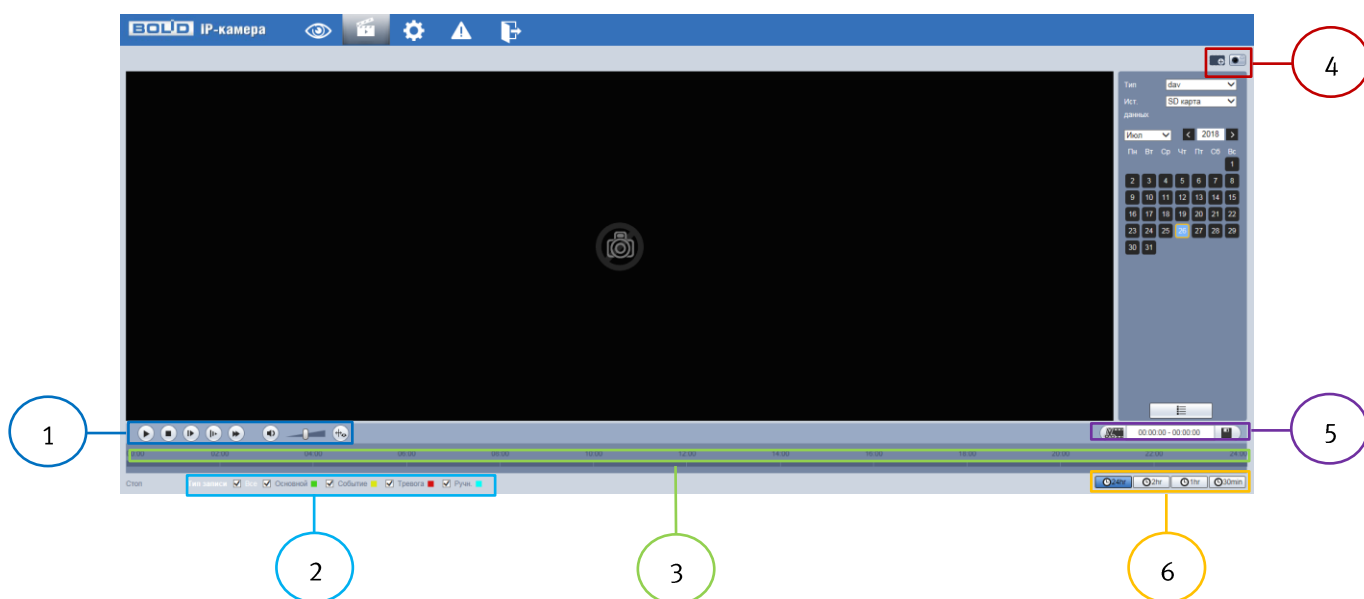 BOLID IP-камера
4
Тип dav
Ист. данных SD карта
Июл 2018
Пн Вт Ср Чт Пт Сб Вс
1
2 3 4 5 6 7 8
9 10 11 12 13 14 15
16 17 18 19 20 21 22
23 24 25 26 27 28 29
30 31
1
00:00:00 - 00:00:00
5
00:00 02:00 04:00 06:00 08:00 10:00 12:00 14:00 16:00 18:00 20:00 22:00 24:00
Стоп Тип записи Все Основной Событие Тревога Ручн.
24hr 2hr 1hr 30min
2
3
6